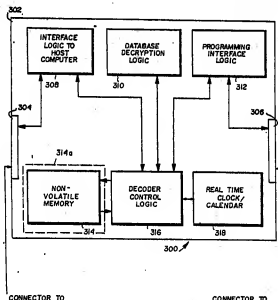 302
INTERFACE
LOGIC TO
HOST
COMPUTER
DATABASE
DECRYPTION
LOGIC
PROGRAMMING
INTERFACE
LOGIC
304
308
310
312
306
314a
NON-
VOLATILE
MEMORY
DECODER
CONTROL
LOGIC
REAL TIME
CLOCK/
CALENDAR
314
316
318
300
CONNECTOR TO
CONNECTOR TO